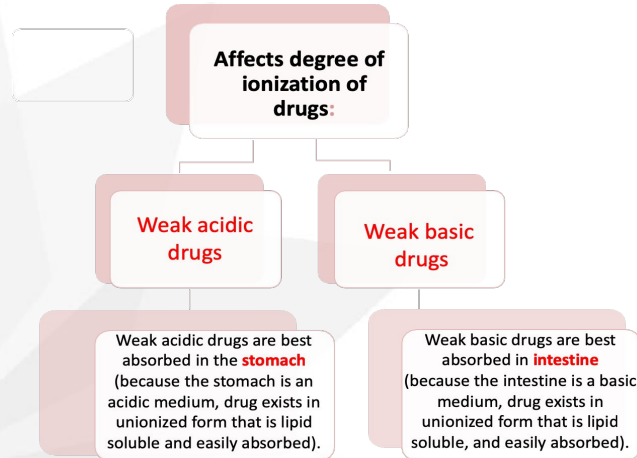 Affects degree of
ionization of
drugs:
Weak acidic
drugs
Weak basic
drugs
Weak acidic drugs are best
absorbed in the stomach
(because the stomach is an
acidic medium, drug exists in
unionized form that is lipid
soluble and easily absorbed).
Weak basic drugs are best
absorbed in intestine
(because the intestine is a basic
medium, drug exists in
unionized form that is lipid
soluble, and easily absorbed).